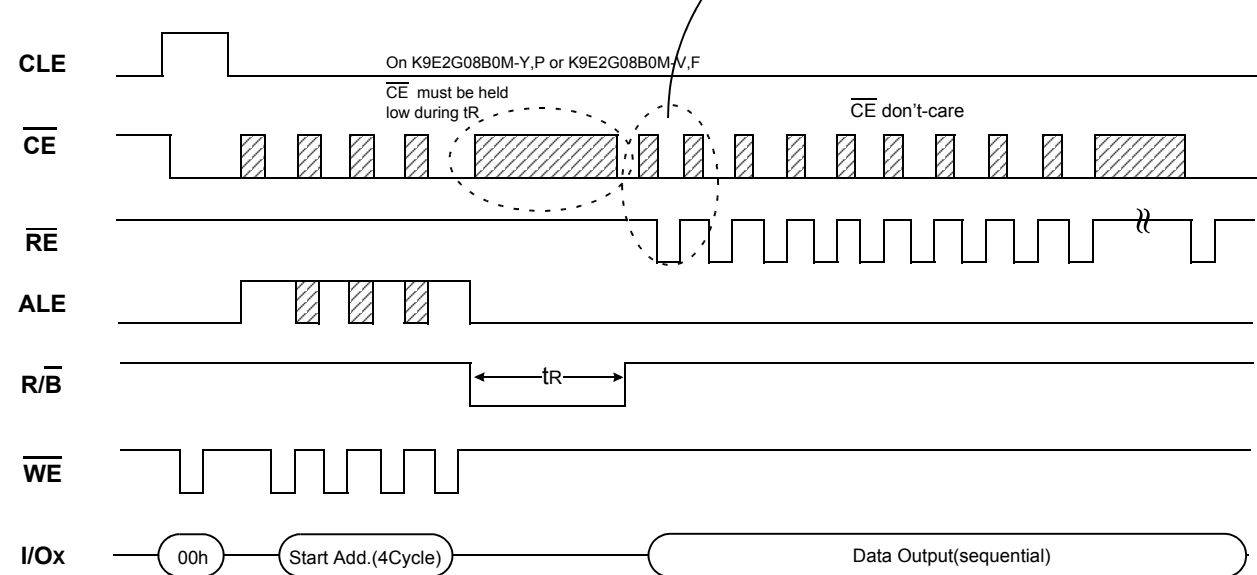 CLE
On K9E2G08B0M-Y,P or K9E2G08B0M-V,F
CE must be held
low during tR
CE don't-care
CE
RE
ALE
R/B
tR
WE
I/Ox
00h
Start Add.(4Cycle)
Data Output(sequential)